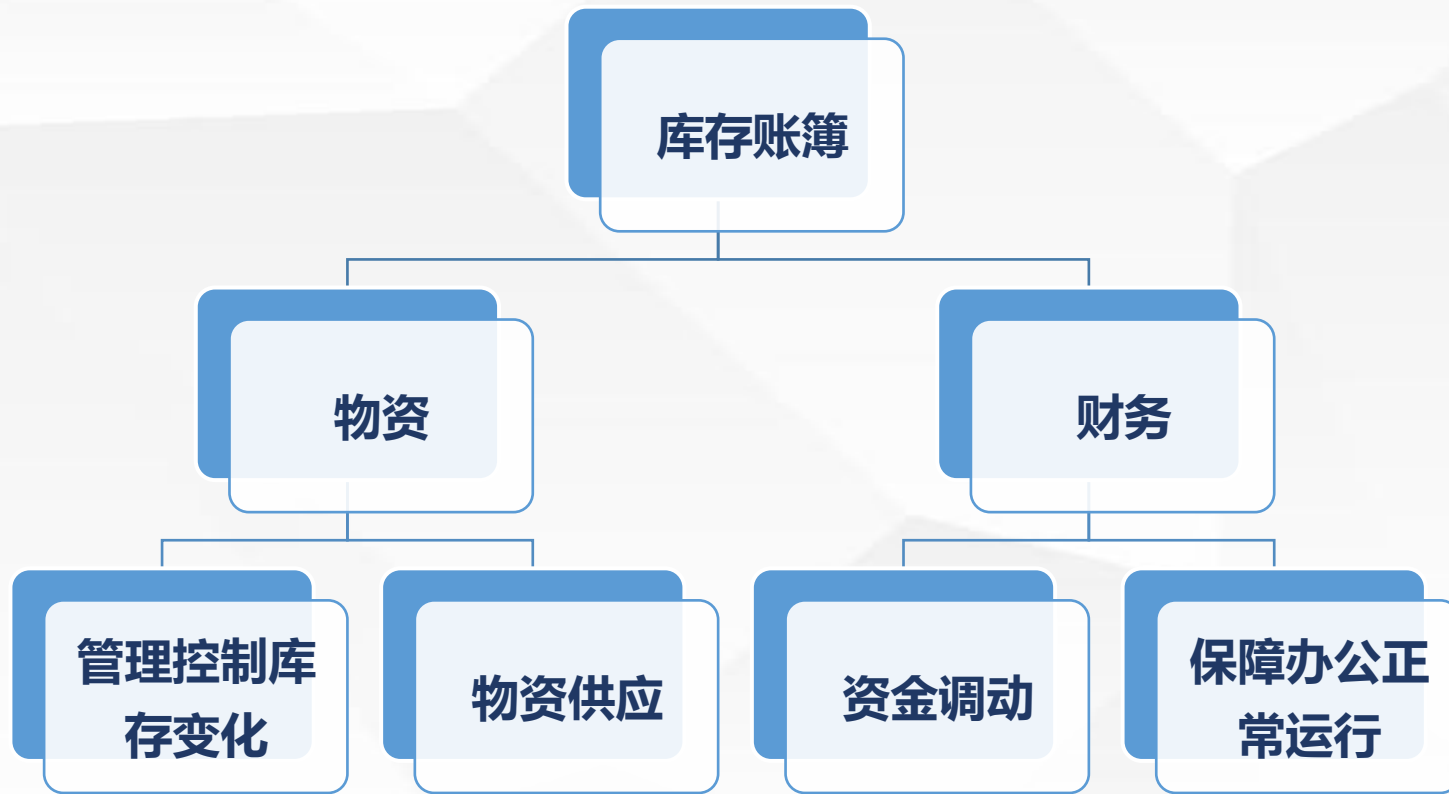 库存账簿
物资
财务
管理控制库
存变化
物资供应
资金调动
保障办公正
常运行